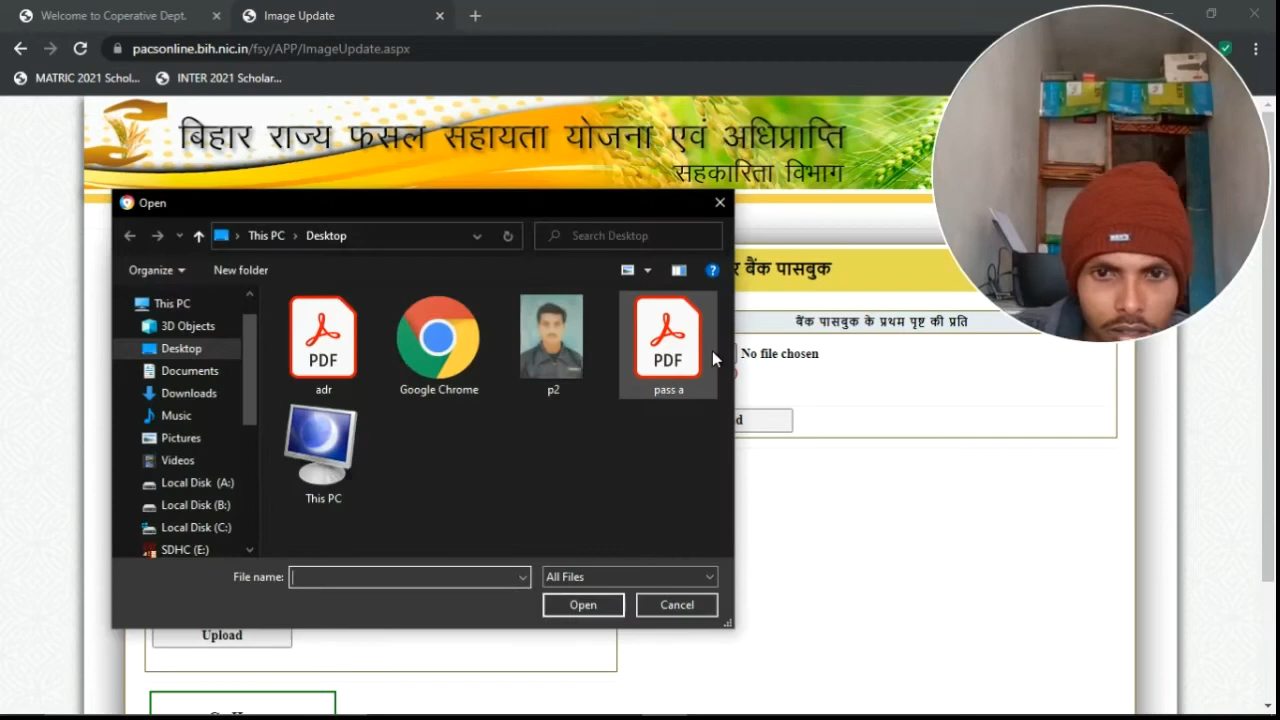 Welcome to Coperative Dept.
Image Update
pacsonline.bih.nic.in/fsy/APP/ImageUpdate.aspx
MATRIC 2021 Schol...
INTER 2021 Scholar...
बिहार राज्य फसल सहायता योजना एवं अधिप्राप्ति
सहकारिता विभाग
Open
This PC
Desktop
Search Desktop
Organize
New folder
र बैंक पासबुक
This PC
3D Objects
Desktop
Documents
Downloads
Music
Pictures
Videos
Local Disk (A:)
Local Disk (B:)
Local Disk (C:)
SDHC (E:)
PDF
adr
Google Chrome
p2
PDF
pass a
This PC
बैंक पासबुक के प्रथम पृष्ट की प्रति
No file chosen
d
File name:
All Files
Open
Cancel
Upload